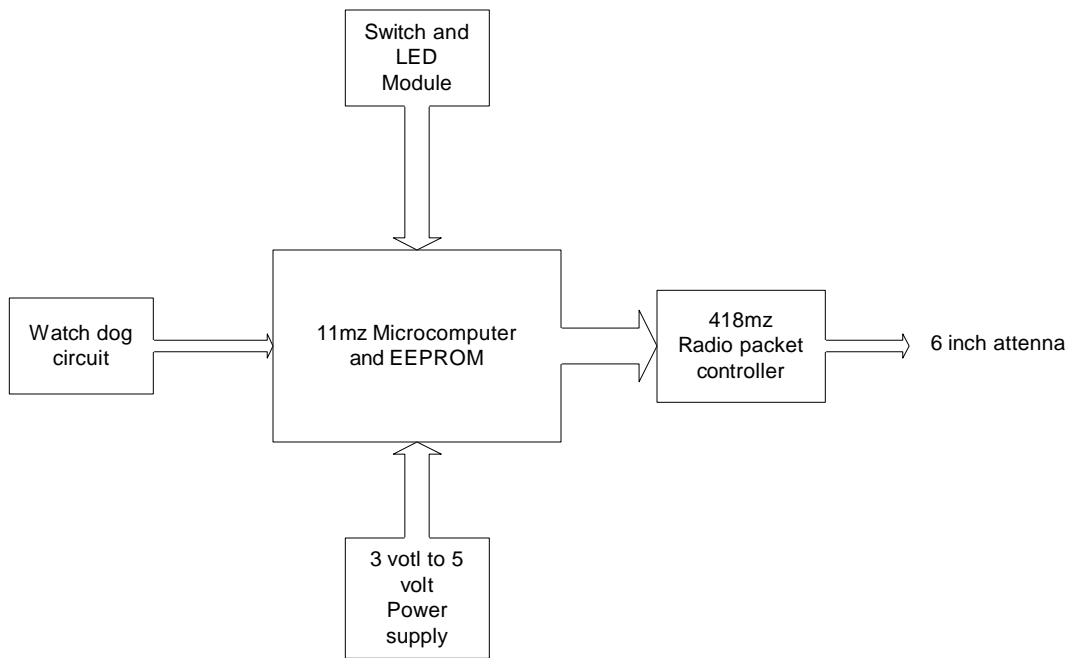 Switch and
LED
Module
Watch dog
circuit
11mz Microcomputer
and EEPROM
418mz
Radio packet
controller
6 inch attenna
3 votl to 5
volt
Power
supply